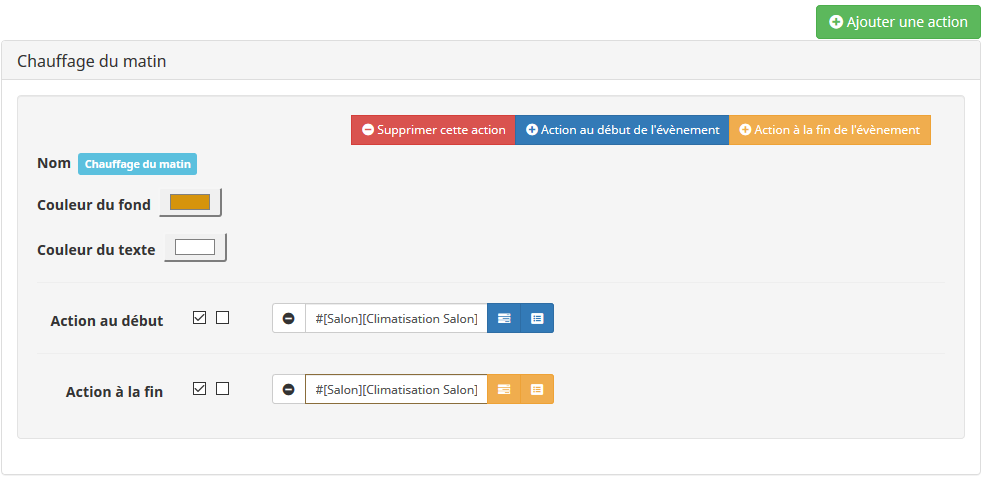 Ajouter une action
Chauffage du matin
Supprimer cette action Action au début de l'évènement Action à la fin de l'évènement
Nom Chauffage du matin
Couleur du fond
Couleur du texte
Action au début #[Salon][Climatisation Salon]
Action à la fin #[Salon][Climatisation Salon]